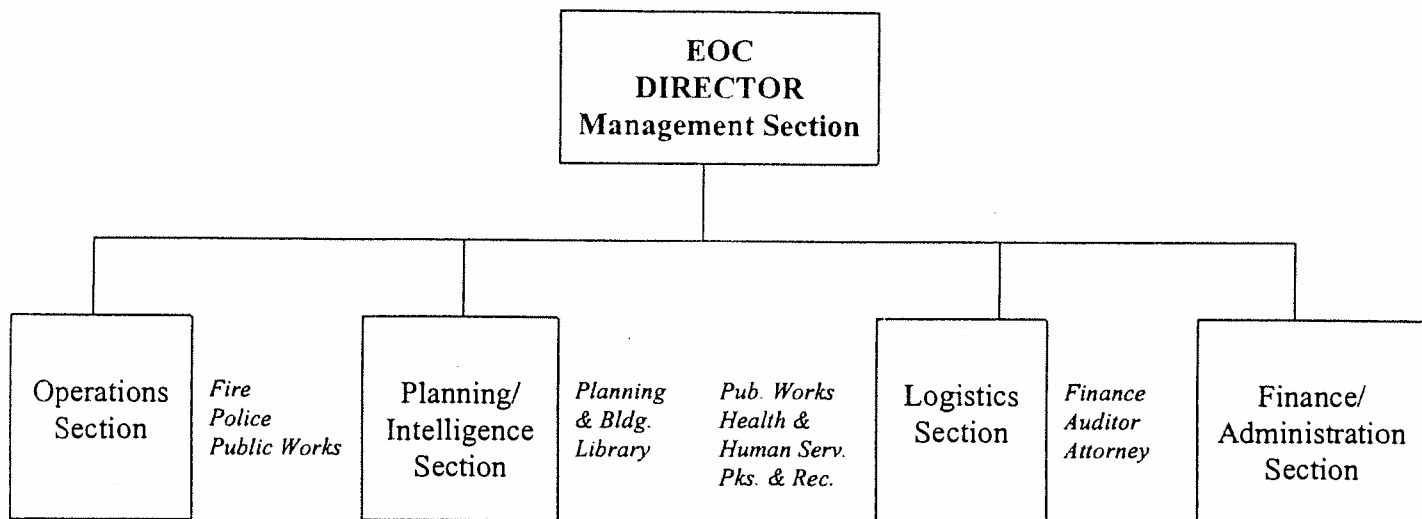 EOC
DIRECTOR
Management Section
Operations
Section
Fire
Police
Public Works
Planning/
Intelligence
Section
Planning
& Bldg.
Library
Pub. Works
Health &
Human Serv.
Pks. & Rec.
Logistics
Section
Finance
Auditor
Attorney
Finance/
Administration
Section